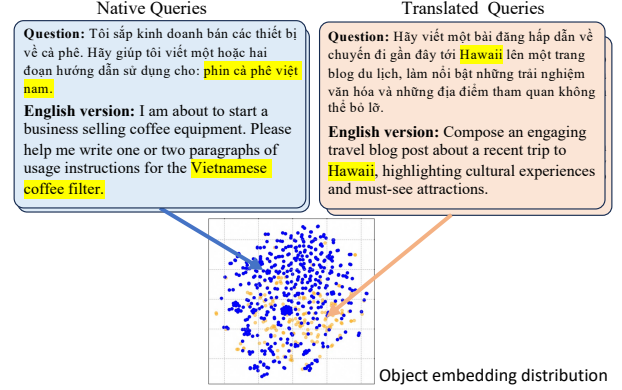 Native Queries
Question: Tôi sắp kinh doanh bán các thiết bị
về cà phê. Hãy giúp tôi viết một hoặc hai
đoạn hướng dẫn sử dụng cho: phin cà phê việt
nam.
English version: I am about to start a
business selling coffee equipment. Please
help me write one or two paragraphs of
usage instructions for the Vietnamese
coffee filter.
Translated Queries
Question: Hãy viết một bài đăng hấp dẫn về
chuyến đi gần đây tới Hawaii lên một trang
blog du lịch, làm nổi bật những trải nghiệm
văn hóa và những địa điểm tham quan không
thể bỏ lỡ.
English version: Compose an engaging
travel blog post about a recent trip to
Hawaii, highlighting cultural experiences
and must-see attractions.
Object embedding distribution